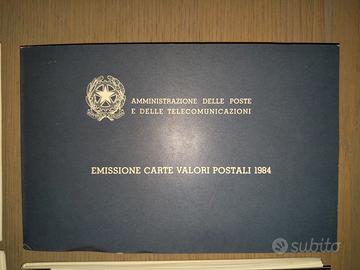 AMMINISTRAZIONE DELLE POSTE
E DELLE TELECOMUNICAZIONI
EMISSIONE CARTE VALORI POSTALI 1984
subito